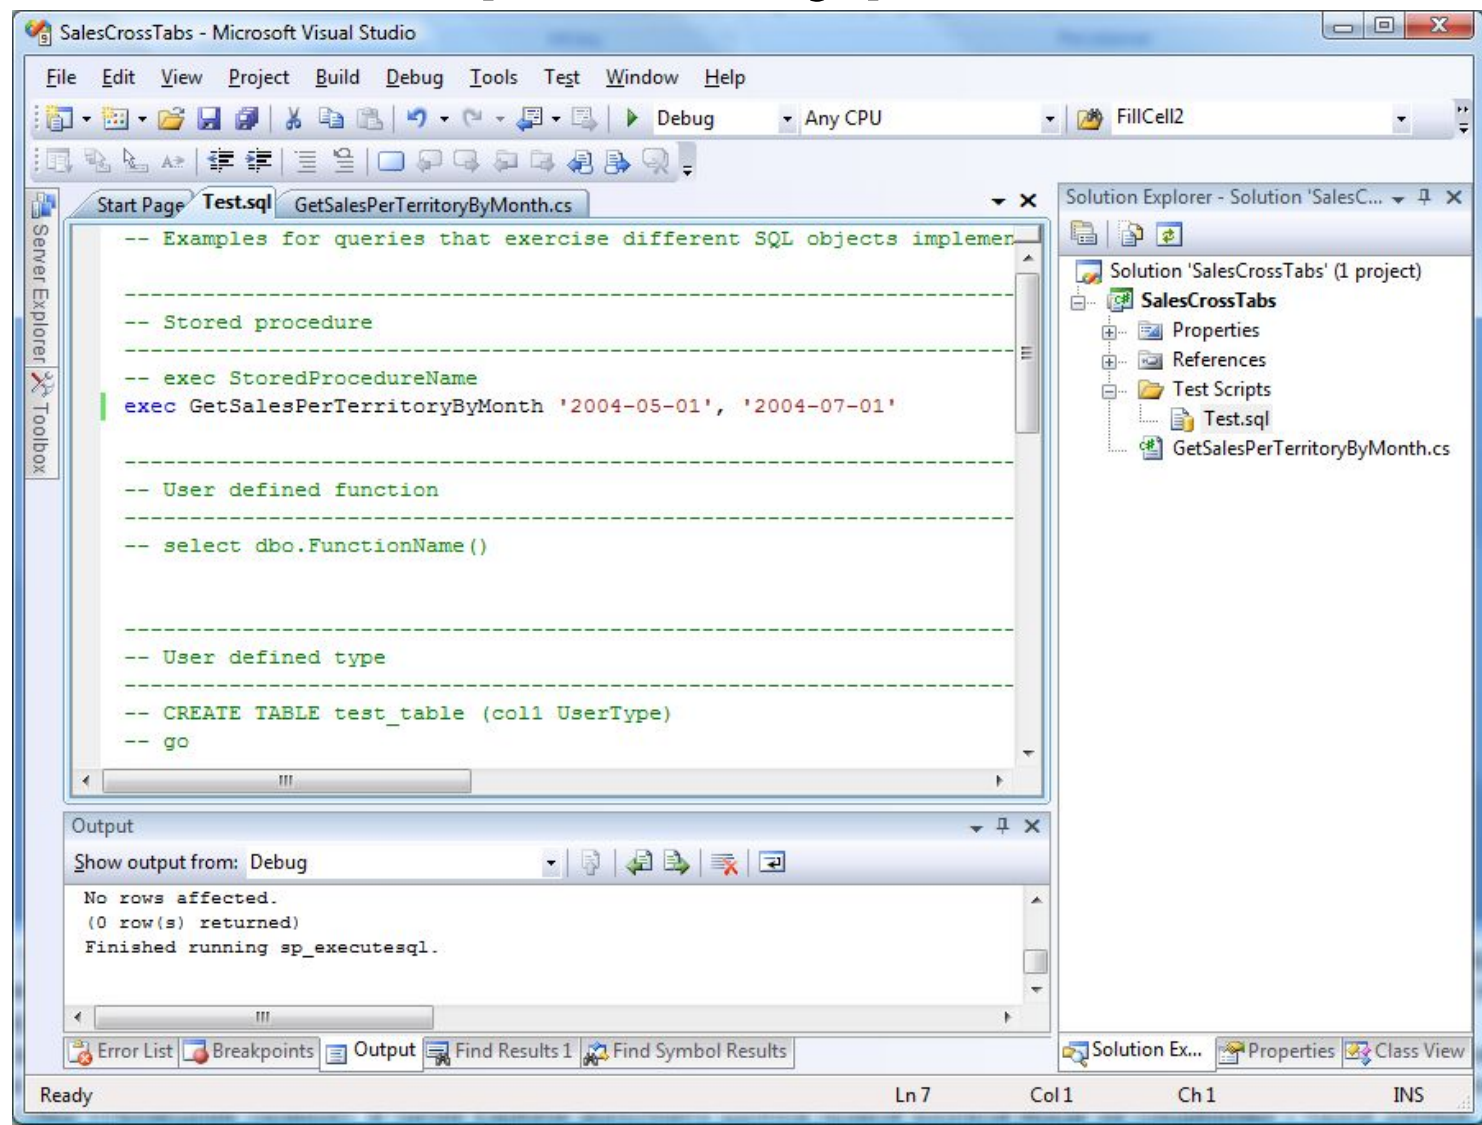 SalesCrossTabs - Microsoft Visual Studio
File Edit View Project Build Debug Tools Test Window Help
Debug Any CPU FillCell2
Start Page Test.sql GetSalesPerTerritoryByMonth.cs
Server Explorer
Toolbox
-- Examples for queries that exercise different SQL objects implemen
--------------------------------------------------------------------
-- Stored procedure
--------------------------------------------------------------------
-- exec StoredProcedureName
exec GetSalesPerTerritoryByMonth '2004-05-01', '2004-07-01'
--------------------------------------------------------------------
-- User defined function
--------------------------------------------------------------------
-- select dbo.FunctionName()
--------------------------------------------------------------------
-- User defined type
--------------------------------------------------------------------
-- CREATE TABLE test_table (col1 UserType)
-- go
Solution Explorer - Solution 'SalesC...
Solution 'SalesCrossTabs' (1 project)
SalesCrossTabs
Properties
References
Test Scripts
Test.sql
GetSalesPerTerritoryByMonth.cs
Output
Show output from: Debug
No rows affected.
(0 row(s) returned)
Finished running sp_executesql.
Error List Breakpoints Output Find Results 1 Find Symbol Results
Solution Ex... Properties Class View
Ready Ln 7 Col 1 Ch 1 INS